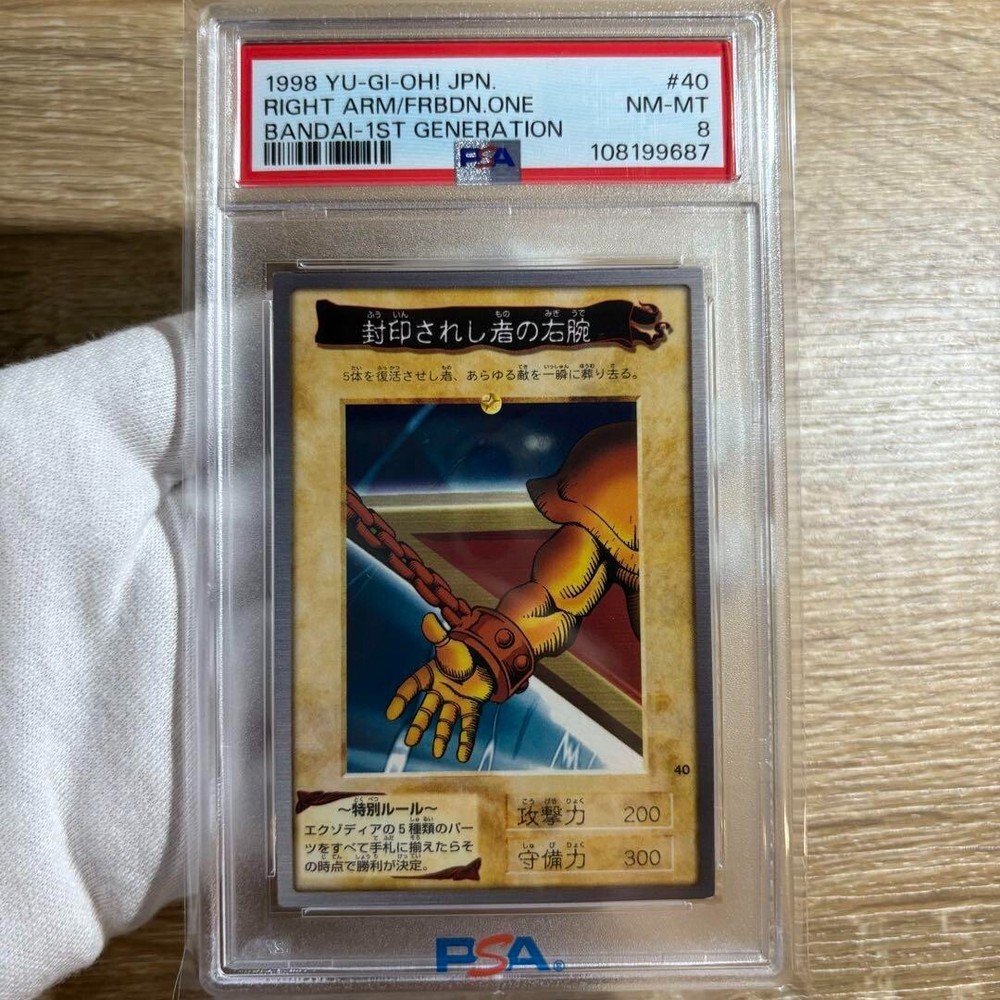 1998 YU-GI-OH! JPN. #40
RIGHT ARM/FRBDN.ONE NM-MT
BANDAI-1ST GENERATION 8
PSA 108199687
封印されし者の右腕
5体を復活させし者、あらゆる敵を一瞬に葬り去る。
40
～特別ルール～
エクゾディアの5種類のパー
ツをすべて手札に揃えたらそ
の時点で勝利が決定。
攻撃力 200
守備力 300
PSA